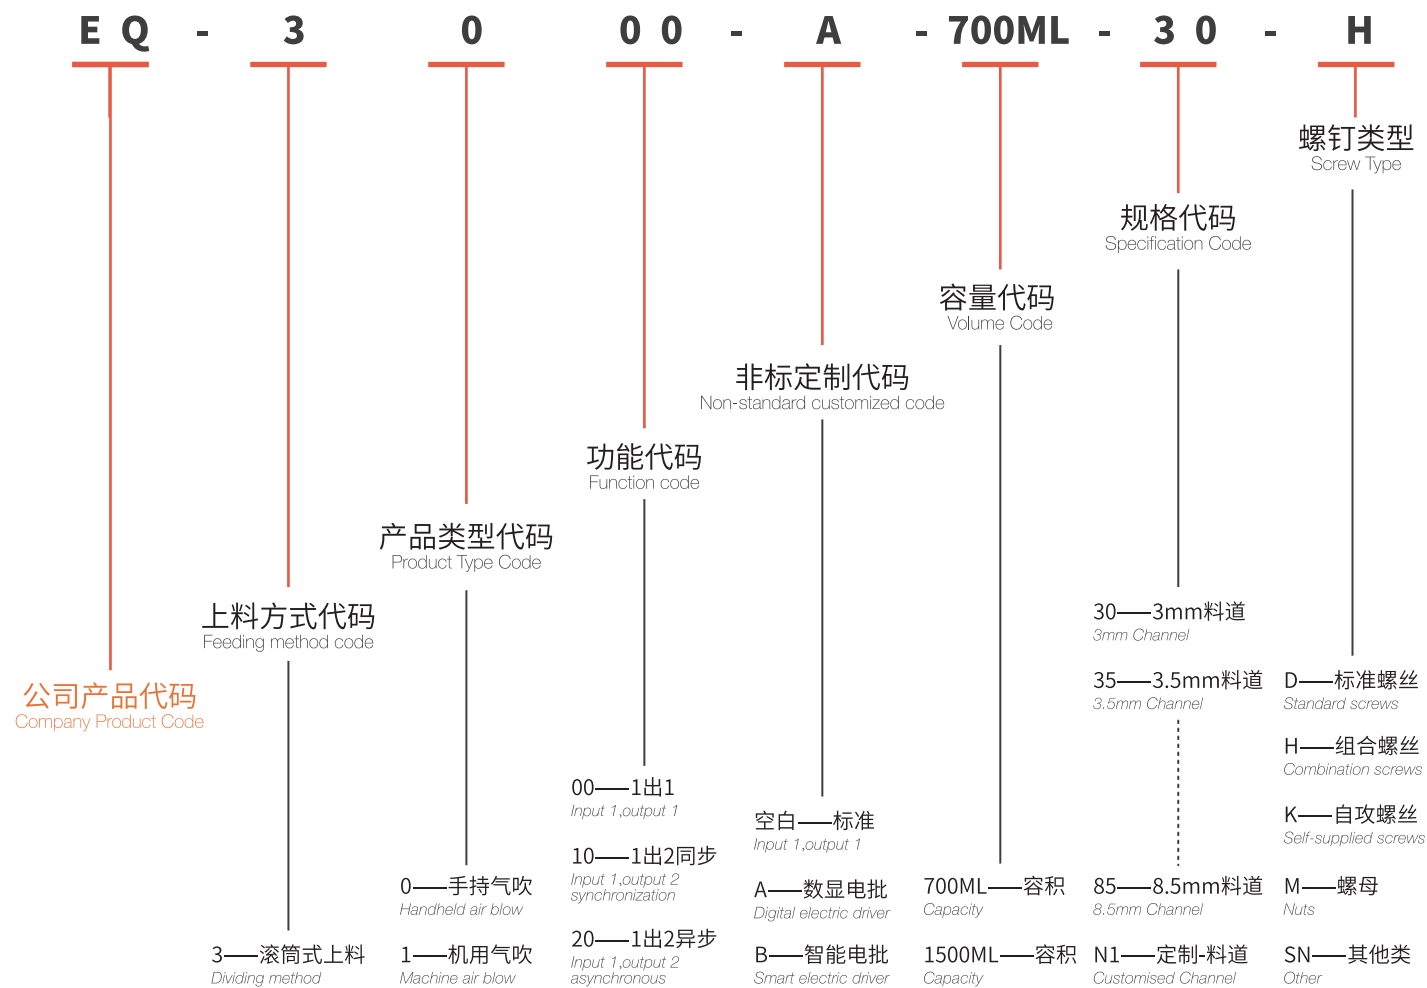 EQ - 3 0 00 - A - 700ML - 30 - H
螺钉类型
Screw Type
规格代码
Specification Code
容量代码
Volume Code
非标定制代码
Non-standard customized code
功能代码
Function code
产品类型代码
Product Type Code
上料方式代码
Feeding method code
公司产品代码
Company Product Code
3——滚筒式上料
Dividing method
0——手持气吹
Handheld air blow
1——机用气吹
Machine air blow
00——1出1
Input 1,output 1
10——1出2同步
Input 1,output 2
synchronization
20——1出2异步
Input 1,output 2
asynchronous
空白——标准
Input 1,output 1
A——数显电批
Digital electric driver
B——智能电批
Smart electric driver
700ML——容积
Capacity
1500ML——容积
Capacity
30——3mm料道
3mm Channel
35——3.5mm料道
3.5mm Channel
85——8.5mm料道
8.5mm Channel
N1——定制-料道
Customised Channel
D——标准螺丝
Standard screws
H——组合螺丝
Combination screws
K——自攻螺丝
Self-supplied screws
M——螺母
Nuts
SN——其他类
Other